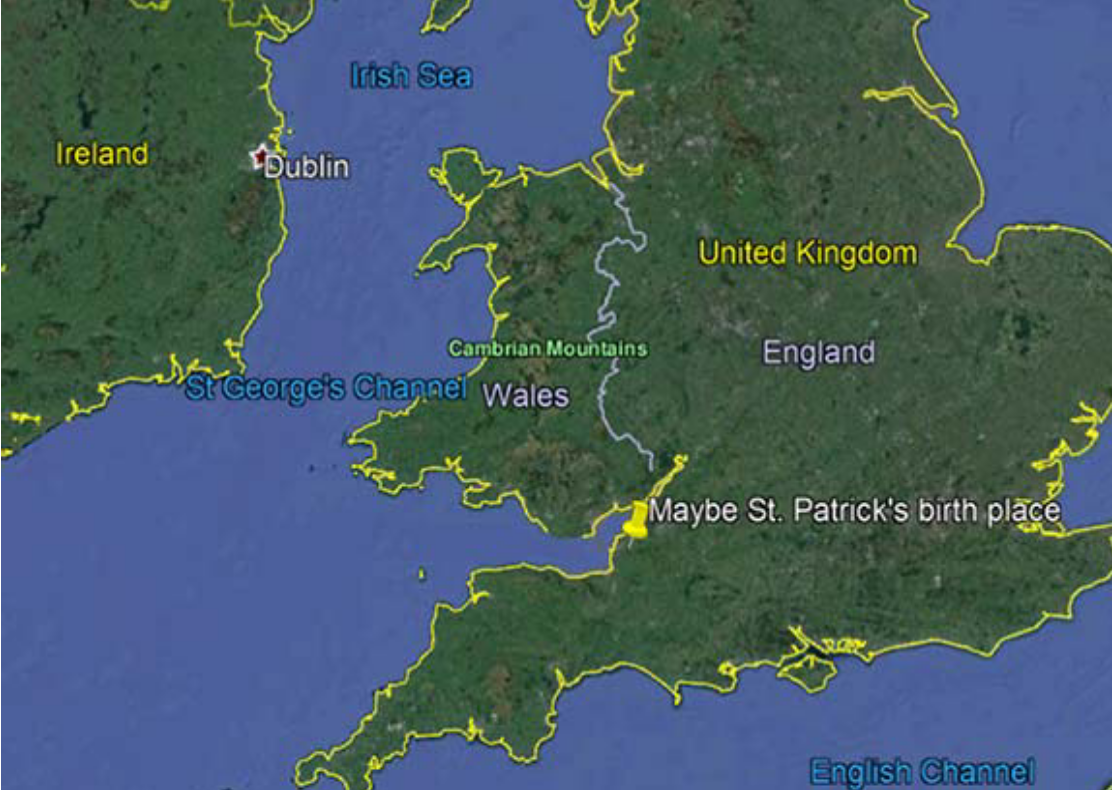 Irish Sea
Ireland
Dublin
United Kingdom
Cambrian Mountains
England
St George's Channel
Wales
Maybe St. Patrick's birth place
English Channel